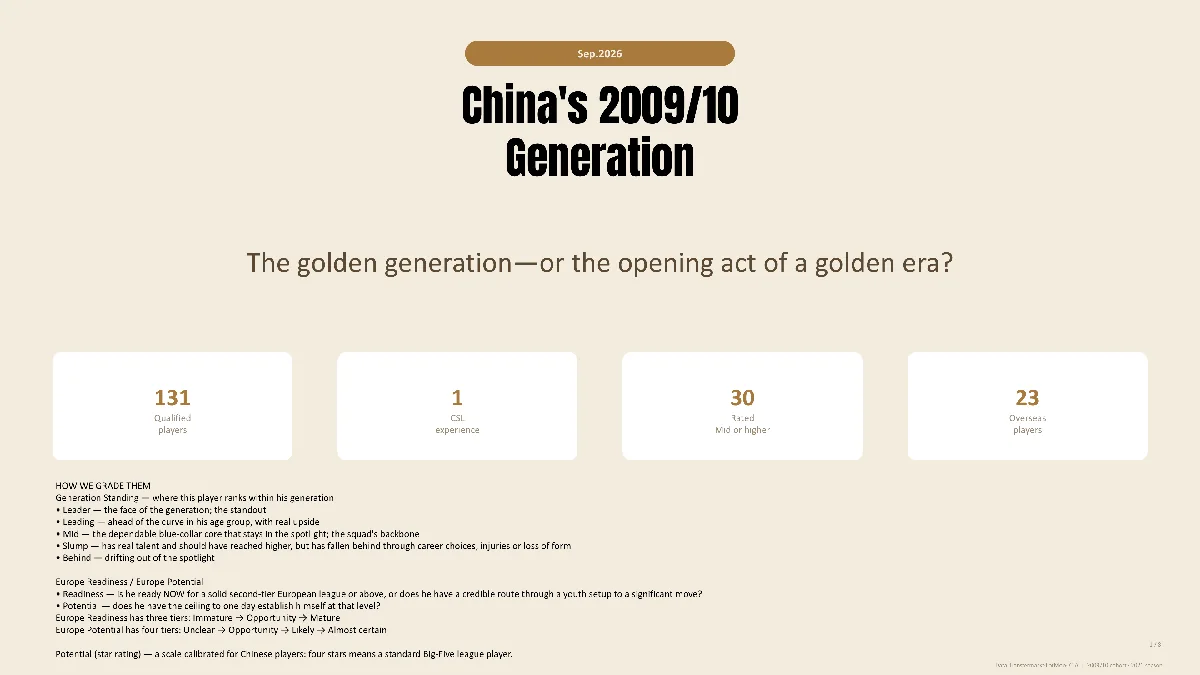 Sep.2026
China's 2009/10
Generation
The golden generation—or the opening act of a golden era?
131
Qualified
players
1
CSL
experience
30
Rated
Mid or higher
23
Overseas
players
HOW WE GRADE THEM
Generation Standing — where this player ranks within his generation
• Leader — the face of the generation; the standout
• Leading — ahead of the curve in his age group, with real upside
• Mid — the dependable blue-collar core that stays in the spotlight; the squad's backbone
• Slump — has real talent and should have reached higher, but has fallen behind through career choices, injuries or loss of form
• Behind — drifting out of the spotlight
Europe Readiness / Europe Potential
• Readiness — is he ready NOW for a solid second-tier European league or above, or does he have a credible route through a youth setup to a significant move?
• Potential — does he have the ceiling to one day establish himself at that level?
Europe Readiness has three tiers: Immature → Opportunity → Mature
Europe Potential has four tiers: Unclear → Opportunity → Likely → Almost certain
Potential (star rating) — a scale calibrated for Chinese players: four stars means a standard Big-Five league player.